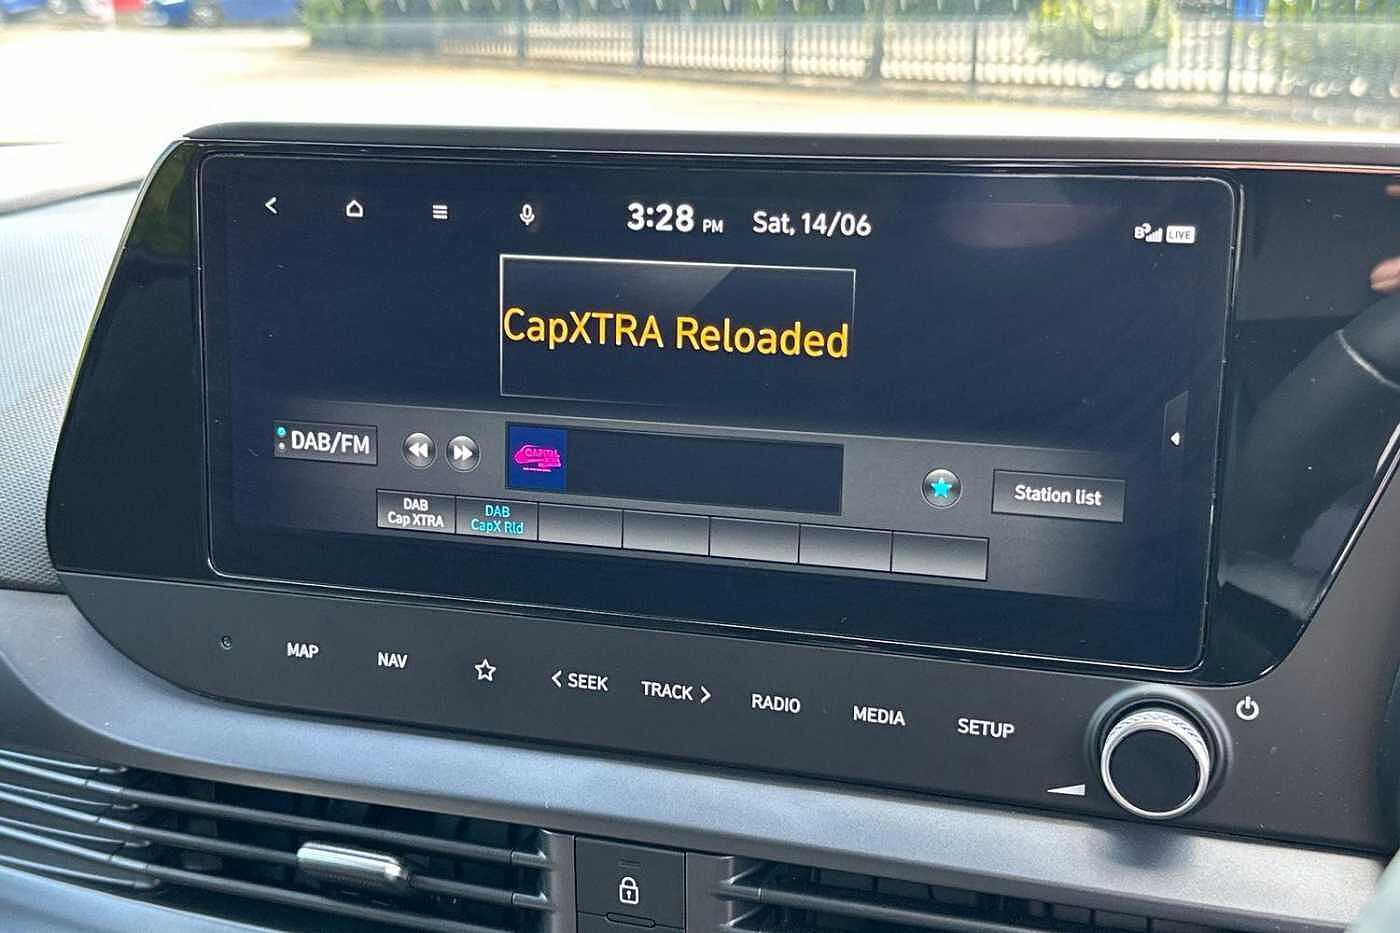 3:28 PM Sat, 14/06
LIVE
CapXTRA Reloaded
DAB/FM
CAPITAL
Station list
DAB
Cap XTRA
DAB
CapX Rld
MAP
NAV
SEEK
TRACK
RADIO
MEDIA
SETUP